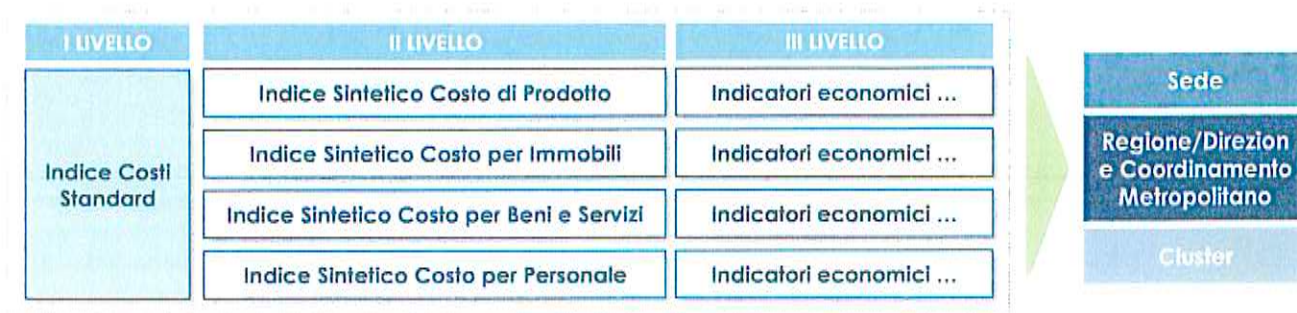 I LIVELLO
II LIVELLO
III LIVELLO
Indice Costi
Standard
Indice Sintetico Costo di Prodotto
Indicatori economici ...
Indice Sintetico Costo per Immobili
Indicatori economici ...
Indice Sintetico Costo per Beni e Servizi
Indicatori economici ...
Indice Sintetico Costo per Personale
Indicatori economici ...
Sede
Regione/Direzion
e Coordinamento
Metropolitano
Cluster